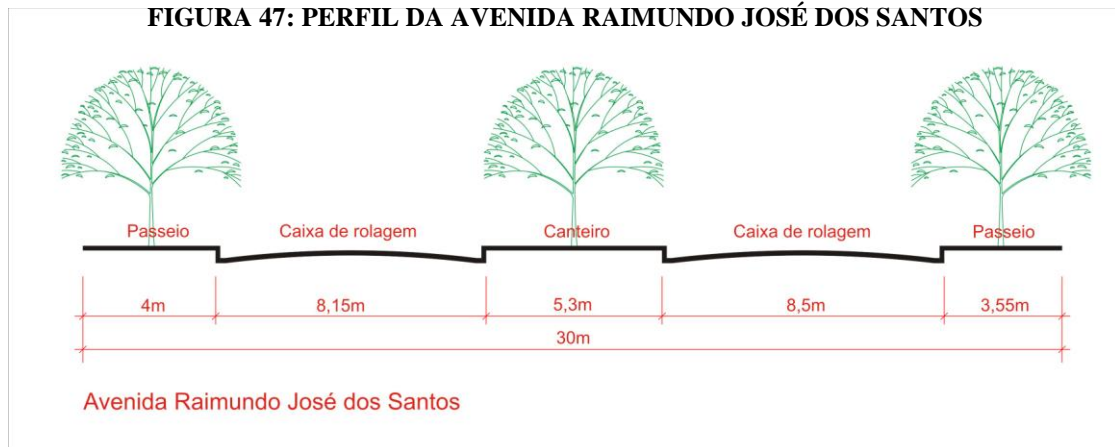 FIGURA 47: PERFIL DA AVENIDA RAIMUNDO JOSÉ DOS SANTOS
Passeio Caixa de rolagem Canteiro Caixa de rolagem Passeio
4m 8,15m 5,3m 8,5m 3,55m
30m
Avenida Raimundo José dos Santos